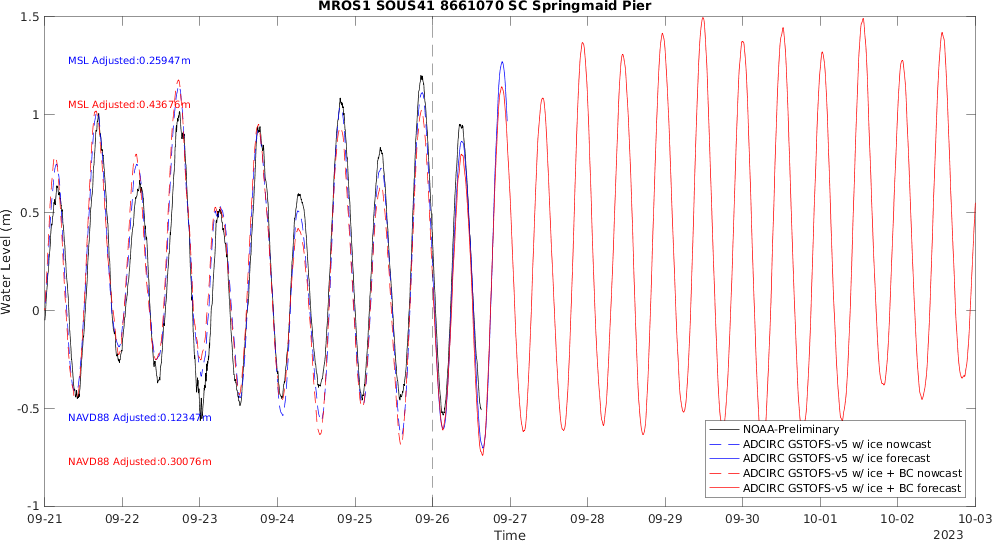 MROS1 SOUS41 8661070 SC Springmaid Pier
1.5
1
0.5
0
-0.5
-1
Water Level (m)
MSL Adjusted:0.25947m
MSL Adjusted:0.43676m
NAVD88 Adjusted:0.12347m
NAVD88 Adjusted:0.30076m
NOAA-Preliminary
ADCIRC GSTOFS-v5 w/ ice nowcast
ADCIRC GSTOFS-v5 w/ ice forecast
ADCIRC GSTOFS-v5 w/ ice + BC nowcast
ADCIRC GSTOFS-v5 w/ ice + BC forecast
09-21 09-22 09-23 09-24 09-25 09-26 09-27 09-28 09-29 09-30 10-01 10-02 10-03
Time
2023